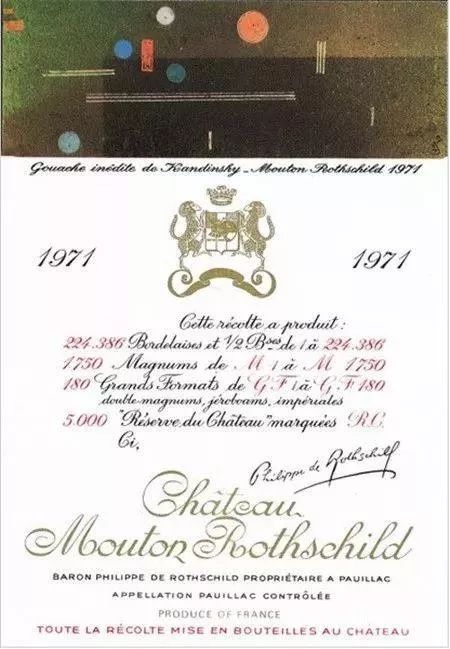 Gouache inédite de Kandinsky - Mouton Rothschild 1971
1971 1971
Cette récolte a produit :
224.386 Bordelaises et 1/2 Bses de 1 à 224.386
1750 Magnums de M 1 à M 1750
180 Grands Formats de G F 1 à G F 180
double magnums, jéroboams, impériales
5.000 "Réserve du Château" marquées R.C.
Ci,
Philippe de Rothschild
Château
Mouton Rothschild
BARON PHILIPPE DE ROTHSCHILD PROPRIÉTAIRE A PAUILLAC
APPELLATION PAUILLAC CONTRÔLÉE
PRODUCE OF FRANCE
TOUTE LA RÉCOLTE MISE EN BOUTEILLES AU CHATEAU